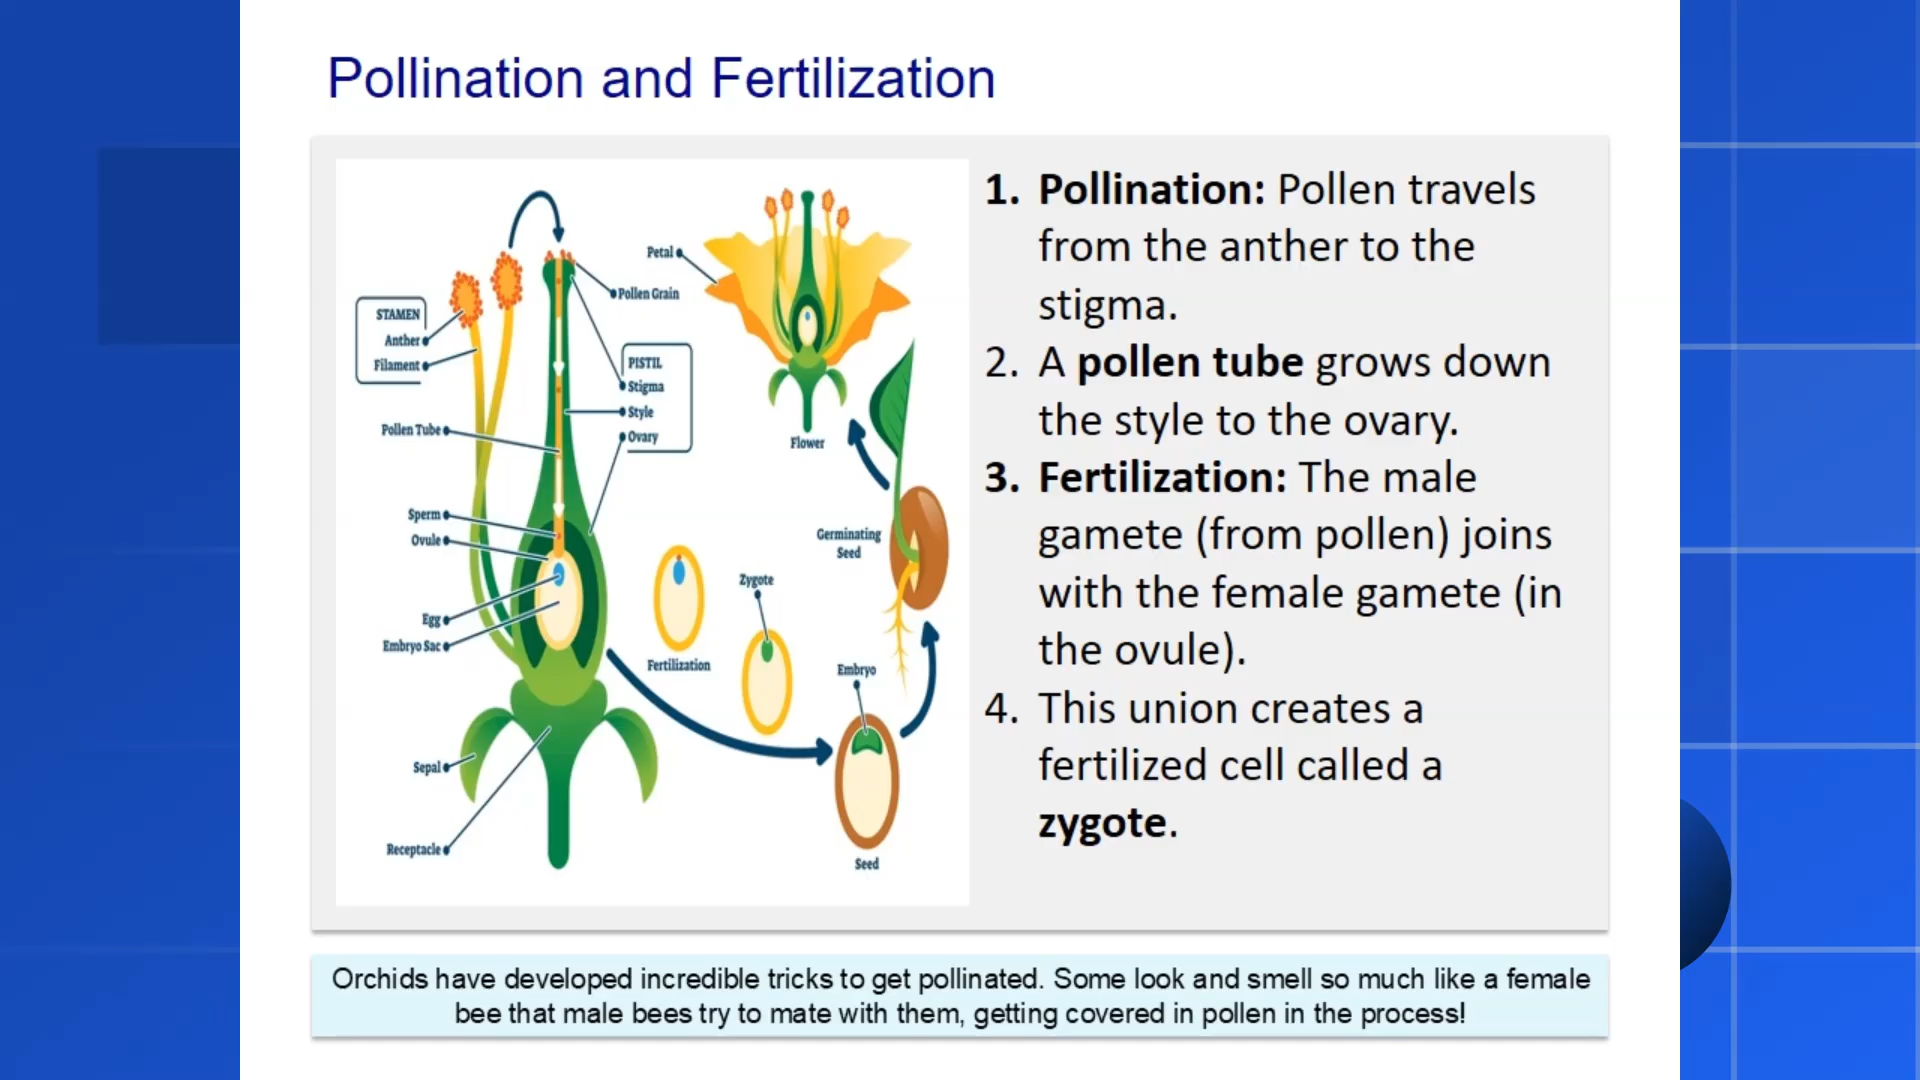 Pollination and Fertilization
STAMEN
Anther
Filament
Pollen Tube
Sperm
Ovule
Egg
Embryo Sac
Sepal
Receptacle
Petal
Pollen Grain
PISTIL
Stigma
Style
Ovary
Flower
Germinating
Seed
Zygote
Fertilization
Embryo
Seed
1. Pollination: Pollen travels
from the anther to the
stigma.
2. A pollen tube grows down
the style to the ovary.
3. Fertilization: The male
gamete (from pollen) joins
with the female gamete (in
the ovule).
4. This union creates a
fertilized cell called a
zygote.
Orchids have developed incredible tricks to get pollinated. Some look and smell so much like a female
bee that male bees try to mate with them, getting covered in pollen in the process!